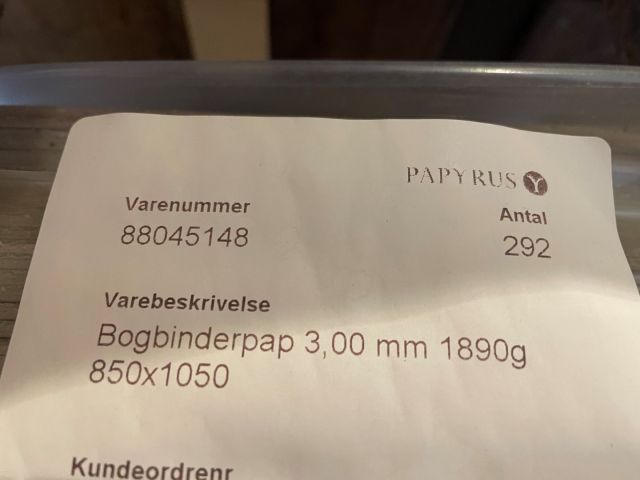 PAPYRUS
Varenummer
Antal
88045148
292
Varebeskrivelse
Bogbinderpap 3,00 mm 1890g
850x1050
Kundeordrenr